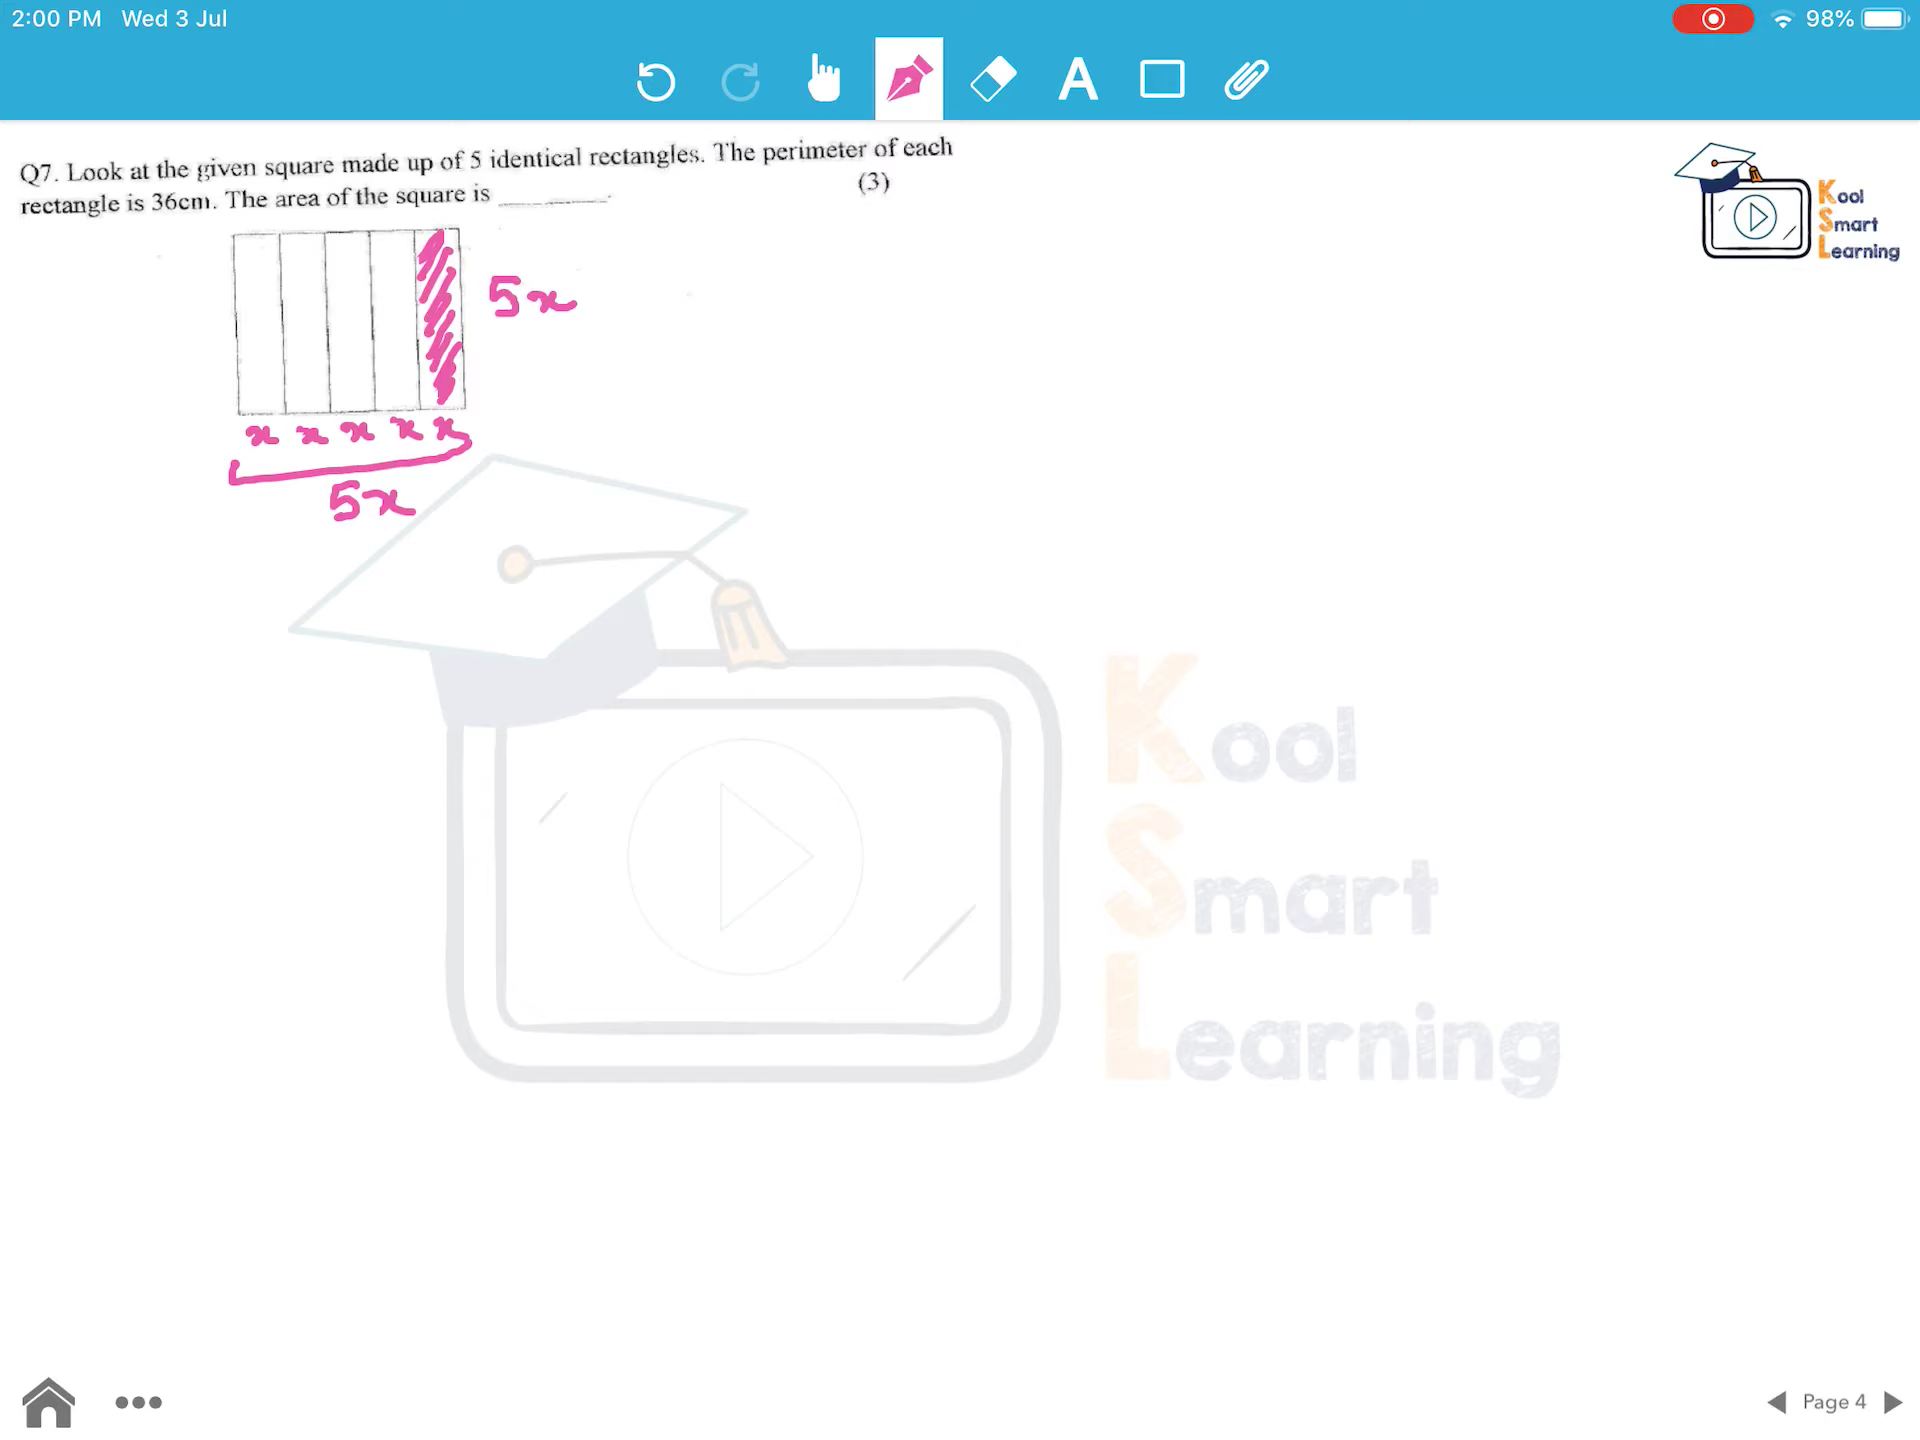 2:00 PM Wed 3 Jul
98%
A
Q7. Look at the given square made up of 5 identical rectangles. The perimeter of each
rectangle is 36cm. The area of the square is __________.
(3)
Kool
Smart
Learning
5x
x x x x x
5x
Kool
Smart
Learning
Page 4